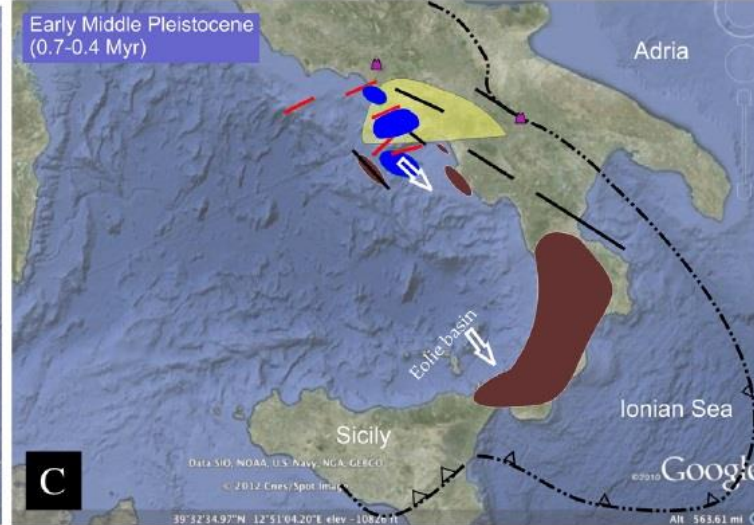 Early Middle Pleistocene
(0.7-0.4 Myr)
Adria
Eolie basin
Ionian Sea
Sicily
Data SIO, NOAA, U.S. Navy, NGA, GEBCO
© 2012 Cnes/Spot Image
©2010 Google
C
39°32'34.97"N 12°51'04.20"E elev -10826 ft
Alt 563.61 mi